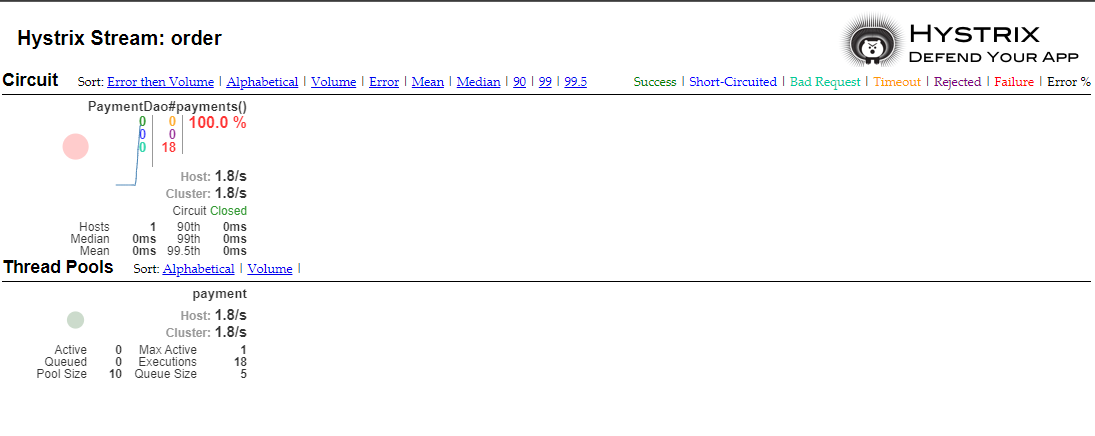 Hystrix Stream: order
HYSTRIX
DEFEND YOUR APP
Circuit Sort: Error then Volume | Alphabetical | Volume | Error | Mean | Median | 90 | 99 | 99.5 Success | Short-Circuited | Bad Request | Timeout | Rejected | Failure | Error %
PaymentDao#payments()
0 0 100.0 %
0 0
0 18
Host: 1.8/s
Cluster: 1.8/s
Circuit Closed
Hosts 1 90th 0ms
Median 0ms 99th 0ms
Mean 0ms 99.5th 0ms
Thread Pools Sort: Alphabetical | Volume |
payment
Host: 1.8/s
Cluster: 1.8/s
Active 0 Max Active 1
Queued 0 Executions 18
Pool Size 10 Queue Size 5